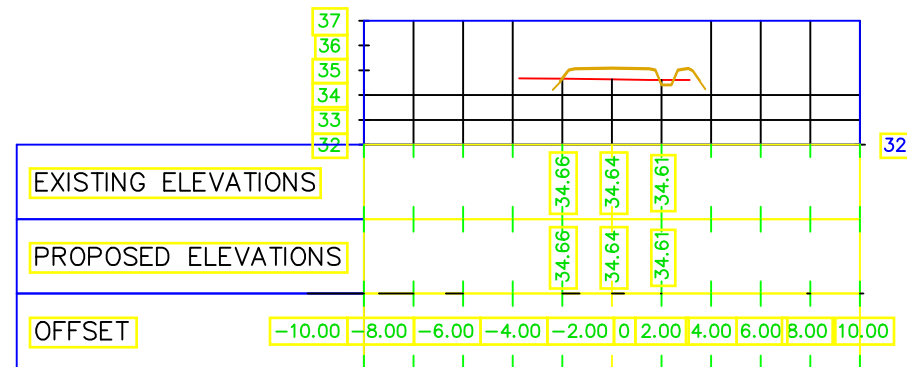 37
36
35
34
33
32 32
EXISTING ELEVATIONS 34.66 34.64 34.61
PROPOSED ELEVATIONS 34.66 34.64 34.61
OFFSET -10.00 -8.00 -6.00 -4.00 -2.00 0 2.00 4.00 6.00 8.00 10.00